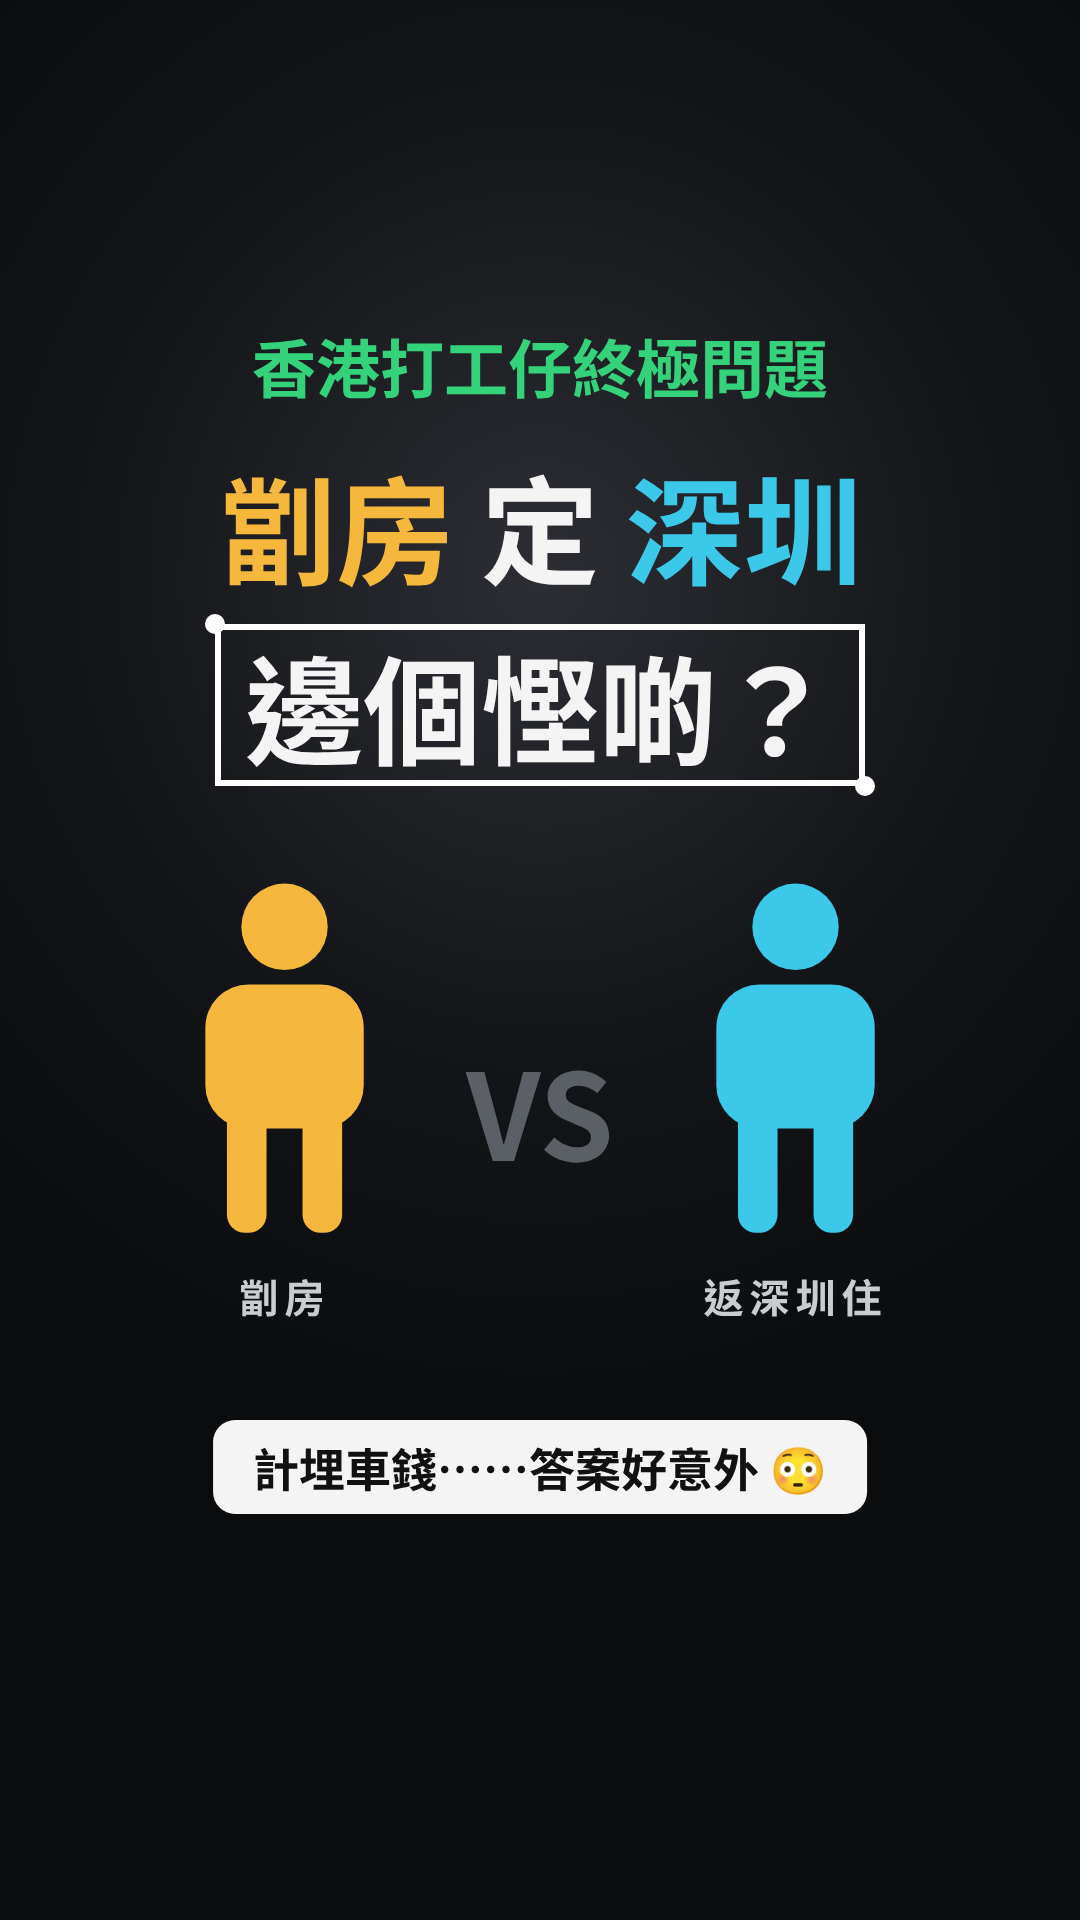 香港打工仔終極問題
劏房 定 深圳
邊個慳啲？
VS
劏房
返深圳住
計埋車錢……答案好意外 😳